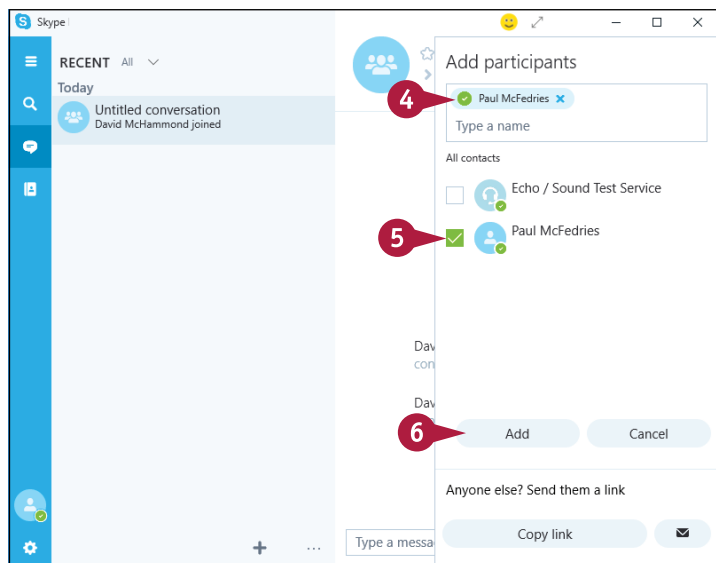 Skype
RECENT All
Today
Untitled conversation
David McHammond joined
Dav
con
Dav
Type a messa
Add participants
4
Paul McFedries
Type a name
All contacts
Echo / Sound Test Service
5
Paul McFedries
6
Add Cancel
Anyone else? Send them a link
Copy link